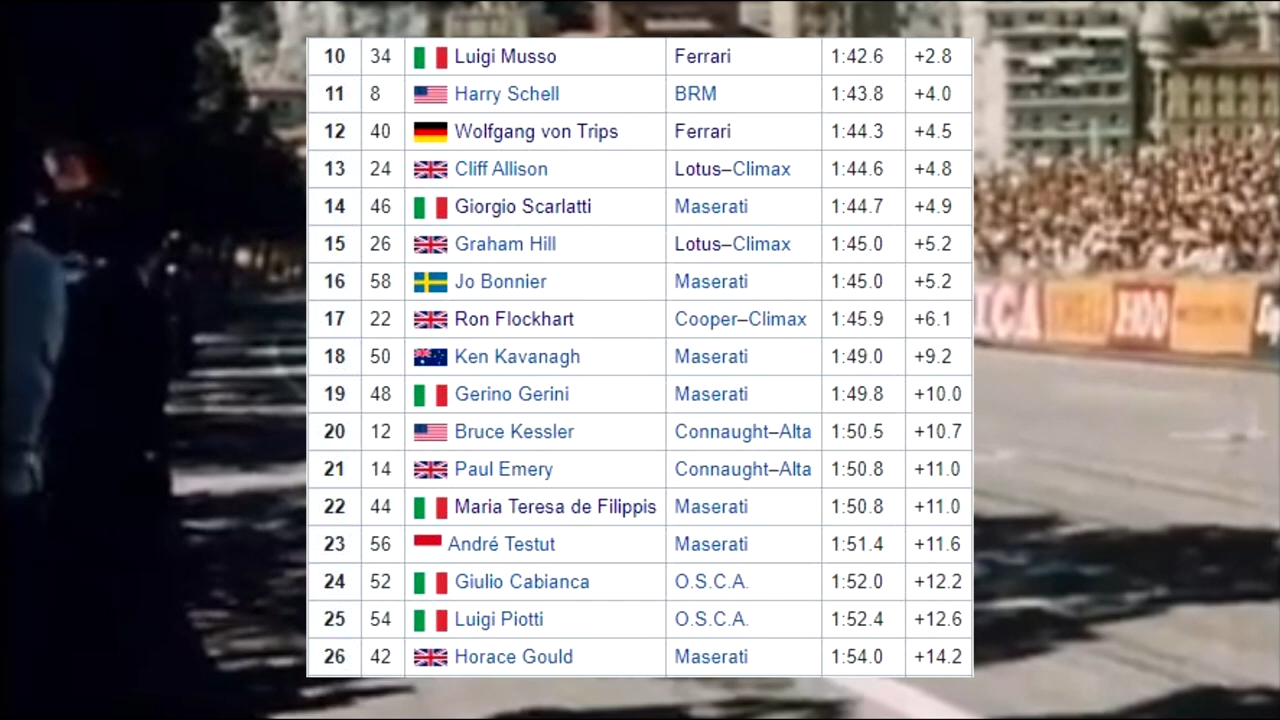 10 34 Luigi Musso Ferrari 1:42.6 +2.8
11 8 Harry Schell BRM 1:43.8 +4.0
12 40 Wolfgang von Trips Ferrari 1:44.3 +4.5
13 24 Cliff Allison Lotus–Climax 1:44.6 +4.8
14 46 Giorgio Scarlatti Maserati 1:44.7 +4.9
15 26 Graham Hill Lotus–Climax 1:45.0 +5.2
16 58 Jo Bonnier Maserati 1:45.0 +5.2
17 22 Ron Flockhart Cooper–Climax 1:45.9 +6.1
18 50 Ken Kavanagh Maserati 1:49.0 +9.2
19 48 Gerino Gerini Maserati 1:49.8 +10.0
20 12 Bruce Kessler Connaught–Alta 1:50.5 +10.7
21 14 Paul Emery Connaught–Alta 1:50.8 +11.0
22 44 Maria Teresa de Filippis Maserati 1:50.8 +11.0
23 56 André Testut Maserati 1:51.4 +11.6
24 52 Giulio Cabianca O.S.C.A. 1:52.0 +12.2
25 54 Luigi Piotti O.S.C.A. 1:52.4 +12.6
26 42 Horace Gould Maserati 1:54.0 +14.2